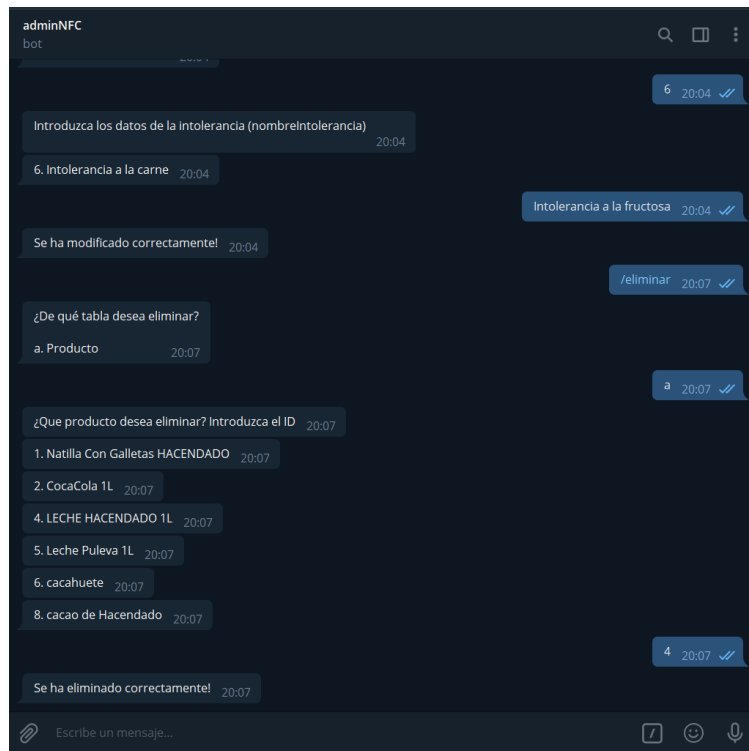 adminNFC
bot
6 20:04
Introduzca los datos de la intolerancia (nombreIntolerancia)
20:04
6. Intolerancia a la carne 20:04
Intolerancia a la fructosa 20:04
Se ha modificado correctamente! 20:04
/eliminar 20:07
¿De qué tabla desea eliminar?
a. Producto 20:07
a 20:07
¿Que producto desea eliminar? Introduzca el ID 20:07
1. Natilla Con Galletas HACENDADO 20:07
2. CocaCola 1L 20:07
4. LECHE HACENDADO 1L 20:07
5. Leche Puleva 1L 20:07
6. cacahuete 20:07
8. cacao de Hacendado 20:07
4 20:07
Se ha eliminado correctamente! 20:07
Escribe un mensaje...